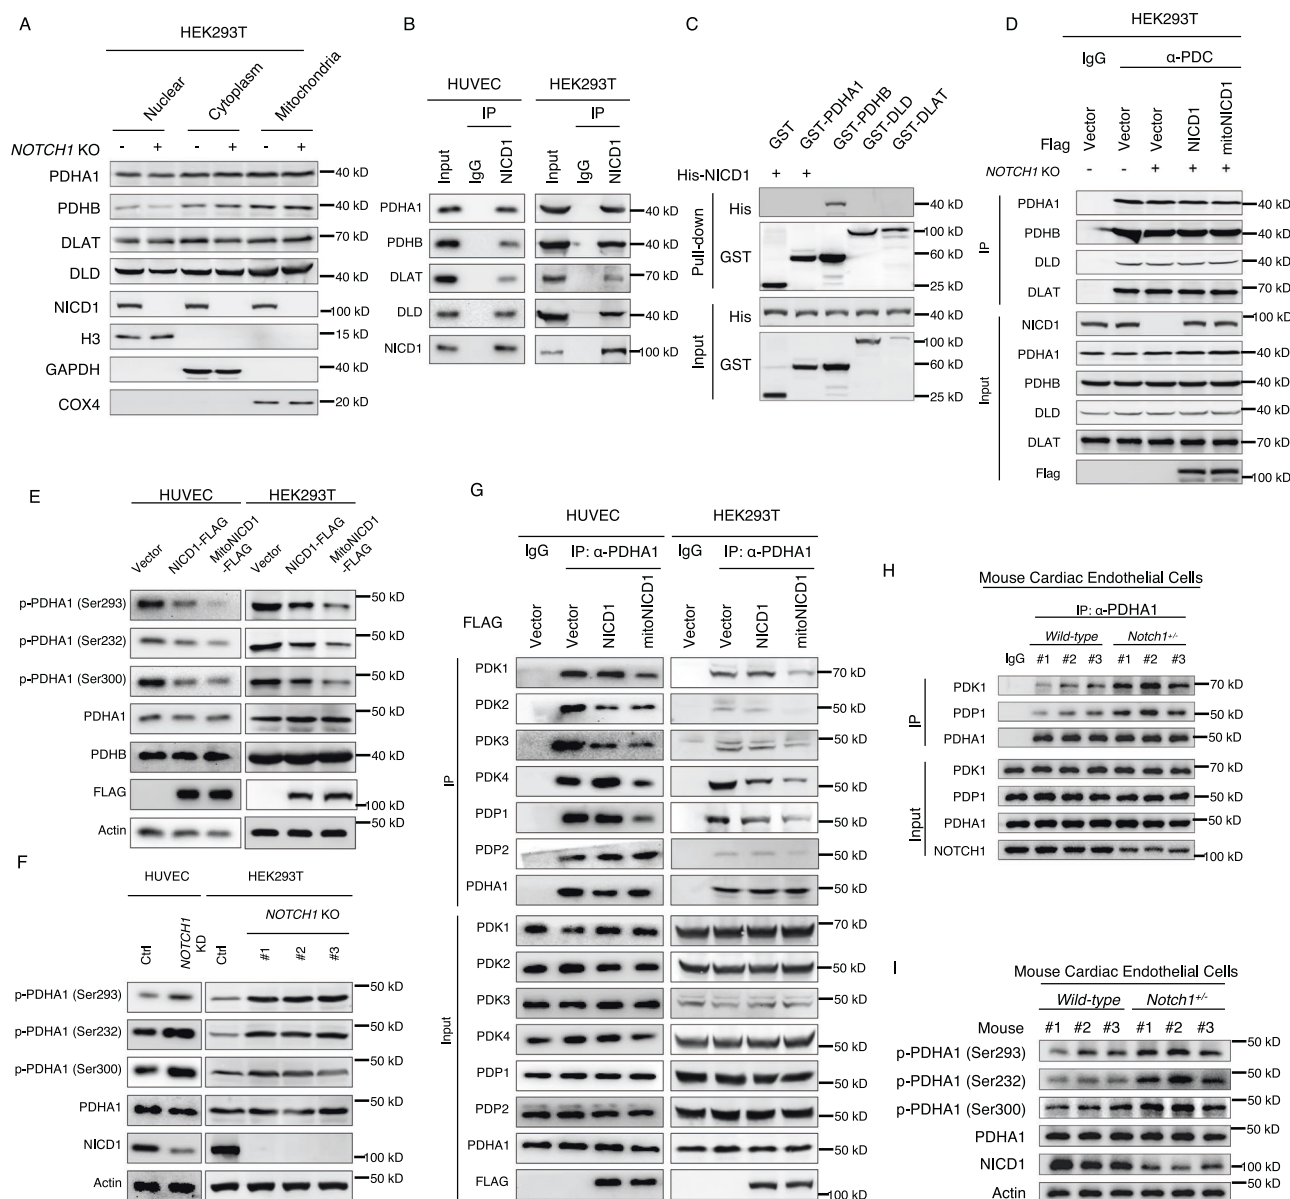 A
HEK293T
Nuclear
Cytoplasm
Mitochondria
NOTCH1 KO - + - + - +
PDHA1 40 kD
PDHB 40 kD
DLAT 70 kD
DLD 40 kD
NICD1 100 kD
H3 15 kD
GAPDH 40 kD
COX4 20 kD
B
HUVEC HEK293T
IP IP
Input IgG NICD1 Input IgG NICD1
PDHA1 40 kD
PDHB 40 kD
DLAT 70 kD
DLD 40 kD
NICD1 100 kD
C
GST GST-PDHA1 GST-PDHB GST-DLD GST-DLAT
His-NICD1 + +
Pull-down
His 40 kD
GST 100 kD
60 kD
25 kD
Input
His 40 kD
GST 100 kD
60 kD
25 kD
D
HEK293T
IgG α-PDC
Flag Vector Vector Vector NICD1 mitoNICD1
NOTCH1 KO - - + + +
IP
PDHA1 40 kD
PDHB 40 kD
DLD 40 kD
DLAT 70 kD
Input
NICD1 100 kD
PDHA1 40 kD
PDHB 40 kD
DLD 40 kD
DLAT 70 kD
Flag 100 kD
E
HUVEC HEK293T
Vector NICD1-FLAG MitoNICD1
-FLAG Vector NICD1-FLAG MitoNICD1
-FLAG
p-PDHA1 (Ser293) 50 kD
p-PDHA1 (Ser232) 50 kD
p-PDHA1 (Ser300) 50 kD
PDHA1 50 kD
PDHB 40 kD
FLAG 100 kD
Actin 50 kD
F
HUVEC HEK293T
NOTCH1 KO
Ctrl NOTCH1
KD Ctrl #1 #2 #3
p-PDHA1 (Ser293) 50 kD
p-PDHA1 (Ser232) 50 kD
p-PDHA1 (Ser300) 50 kD
PDHA1 50 kD
NICD1 100 kD
Actin 50 kD
G
HUVEC HEK293T
IgG IP: α-PDHA1 IgG IP: α-PDHA1
FLAG Vector Vector NICD1 mitoNICD1 Vector Vector NICD1 mitoNICD1
IP
PDK1 70 kD
PDK2 50 kD
PDK3 50 kD
PDK4 50 kD
PDP1 50 kD
PDP2 50 kD
PDHA1 50 kD
Input
PDK1 70 kD
PDK2 50 kD
PDK3 50 kD
PDK4 50 kD
PDP1 50 kD
PDP2 50 kD
PDHA1 50 kD
FLAG 100 kD
H
Mouse Cardiac Endothelial Cells
IP: α-PDHA1
Wild-type Notch1+/-
IgG #1 #2 #3 #1 #2 #3
IP
PDK1 70 kD
PDP1 50 kD
PDHA1 50 kD
Input
PDK1 70 kD
PDP1 50 kD
PDHA1 50 kD
NOTCH1 100 kD
I
Mouse Cardiac Endothelial Cells
Wild-type Notch1+/-
Mouse #1 #2 #3 #1 #2 #3
p-PDHA1 (Ser293) 50 kD
p-PDHA1 (Ser232) 50 kD
p-PDHA1 (Ser300) 50 kD
PDHA1 50 kD
NICD1 100 kD
Actin 50 kD